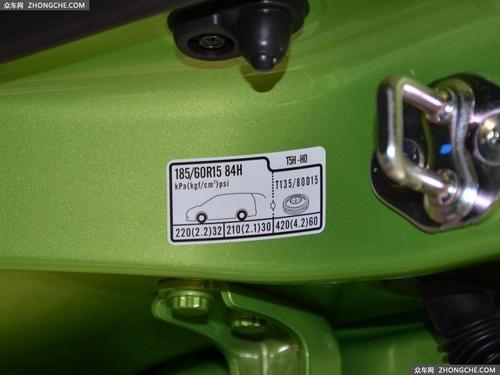 众车网 ZHONGCHE.COM
185/60R15 84H
T5H-H0
kPa(kgf/cm²)psi
T135/80D15
220(2.2)32 210(2.1)30 420(4.2)60
众车网 ZHONGCHE.COM